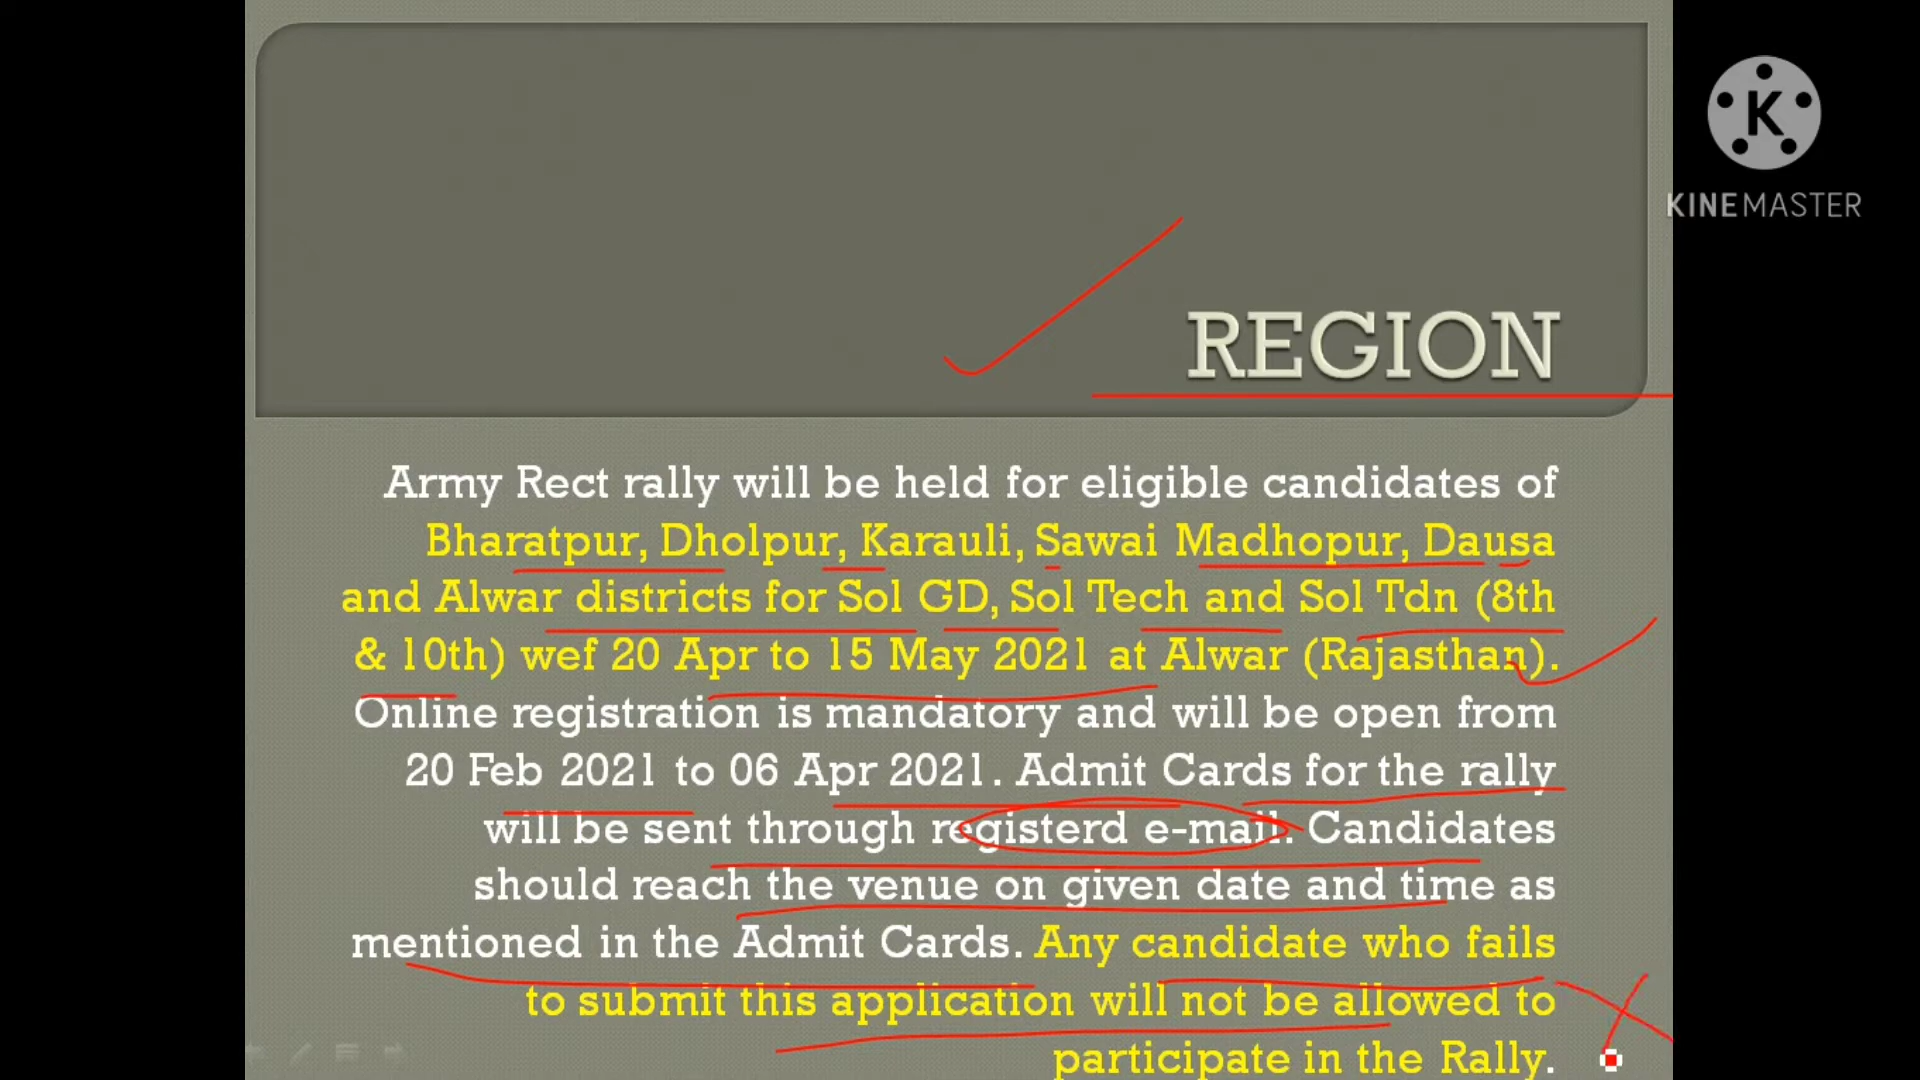 K
KINEMASTER
REGION
Army Rect rally will be held for eligible candidates of
Bharatpur, Dholpur, Karauli, Sawai Madhopur, Dausa
and Alwar districts for Sol GD, Sol Tech and Sol Tdn (8th
& 10th) wef 20 Apr to 15 May 2021 at Alwar (Rajasthan).
Online registration is mandatory and will be open from
20 Feb 2021 to 06 Apr 2021. Admit Cards for the rally
will be sent through registerd e-mail. Candidates
should reach the venue on given date and time as
mentioned in the Admit Cards. Any candidate who fails
to submit this application will not be allowed to
participate in the Rally.